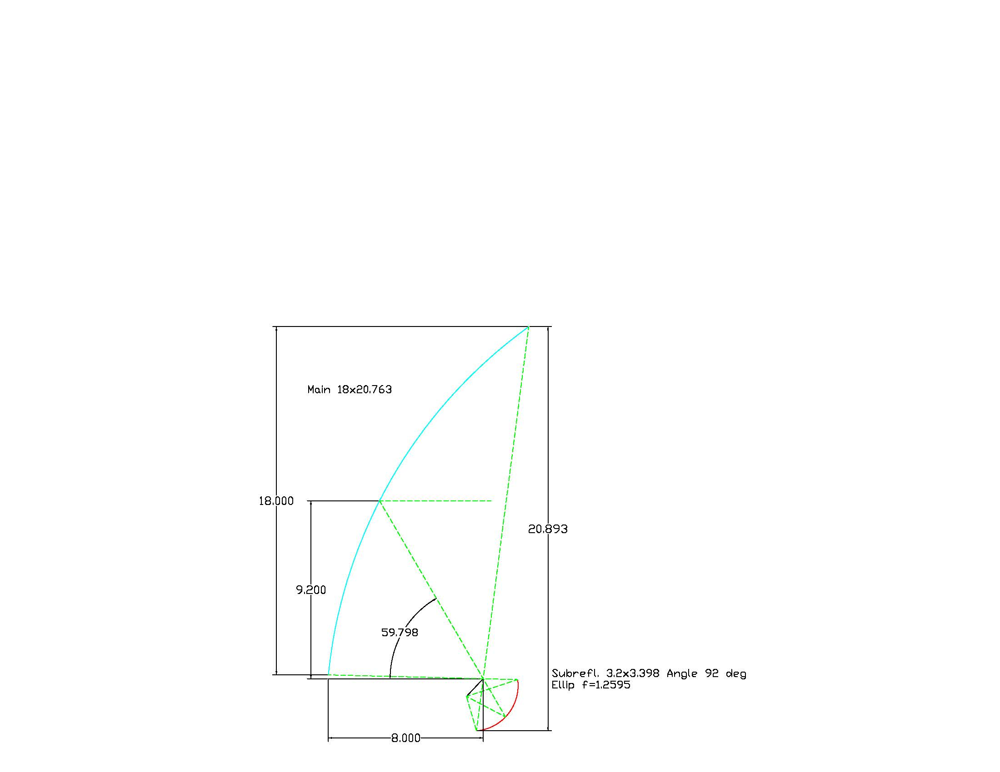 Main 18x20.763
18.000
20.893
9.200
59.798
Subrefl. 3.2x3.398 Angle 92 deg
Ellip f=1.2595
8.000